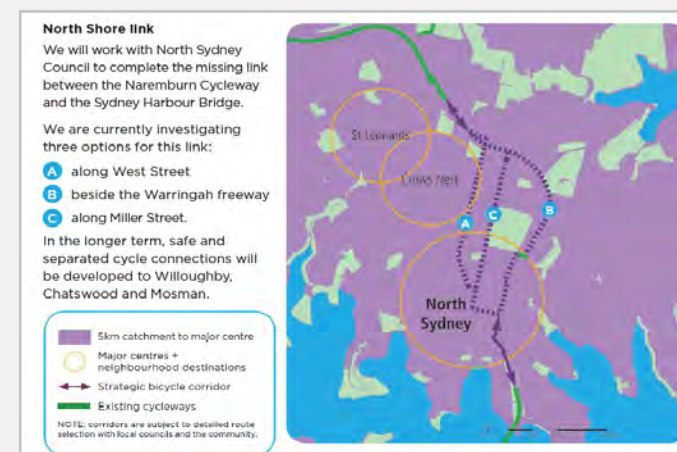 North Shore link
We will work with North Sydney
Council to complete the missing link
between the Naremburn Cycleway
and the Sydney Harbour Bridge.
We are currently investigating
three options for this link:
A along West Street
B beside the Warringah freeway
C along Miller Street.
In the longer term, safe and
separated cycle connections will
be developed to Willoughby,
Chatswood and Mosman.
5km catchment to major centre
Major centres +
neighbourhood destinations
Strategic bicycle corridor
Existing cycleways
NOTE: corridors are subject to detailed route
selection with local councils and the community.
St Leonards
Crows Nest
A
C
B
North
Sydney